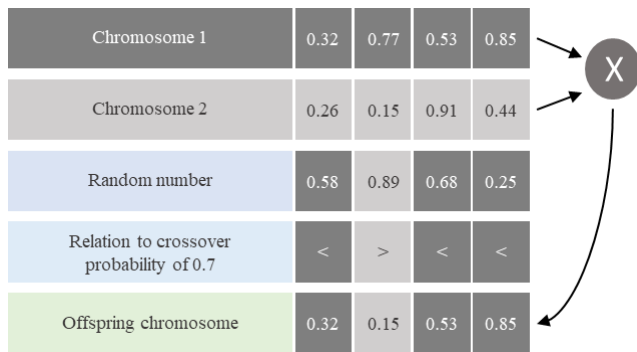 Chromosome 1 0.32 0.77 0.53 0.85
X
Chromosome 2 0.26 0.15 0.91 0.44
Random number 0.58 0.89 0.68 0.25
Relation to crossover
probability of 0.7 < > < <
Offspring chromosome 0.32 0.15 0.53 0.85